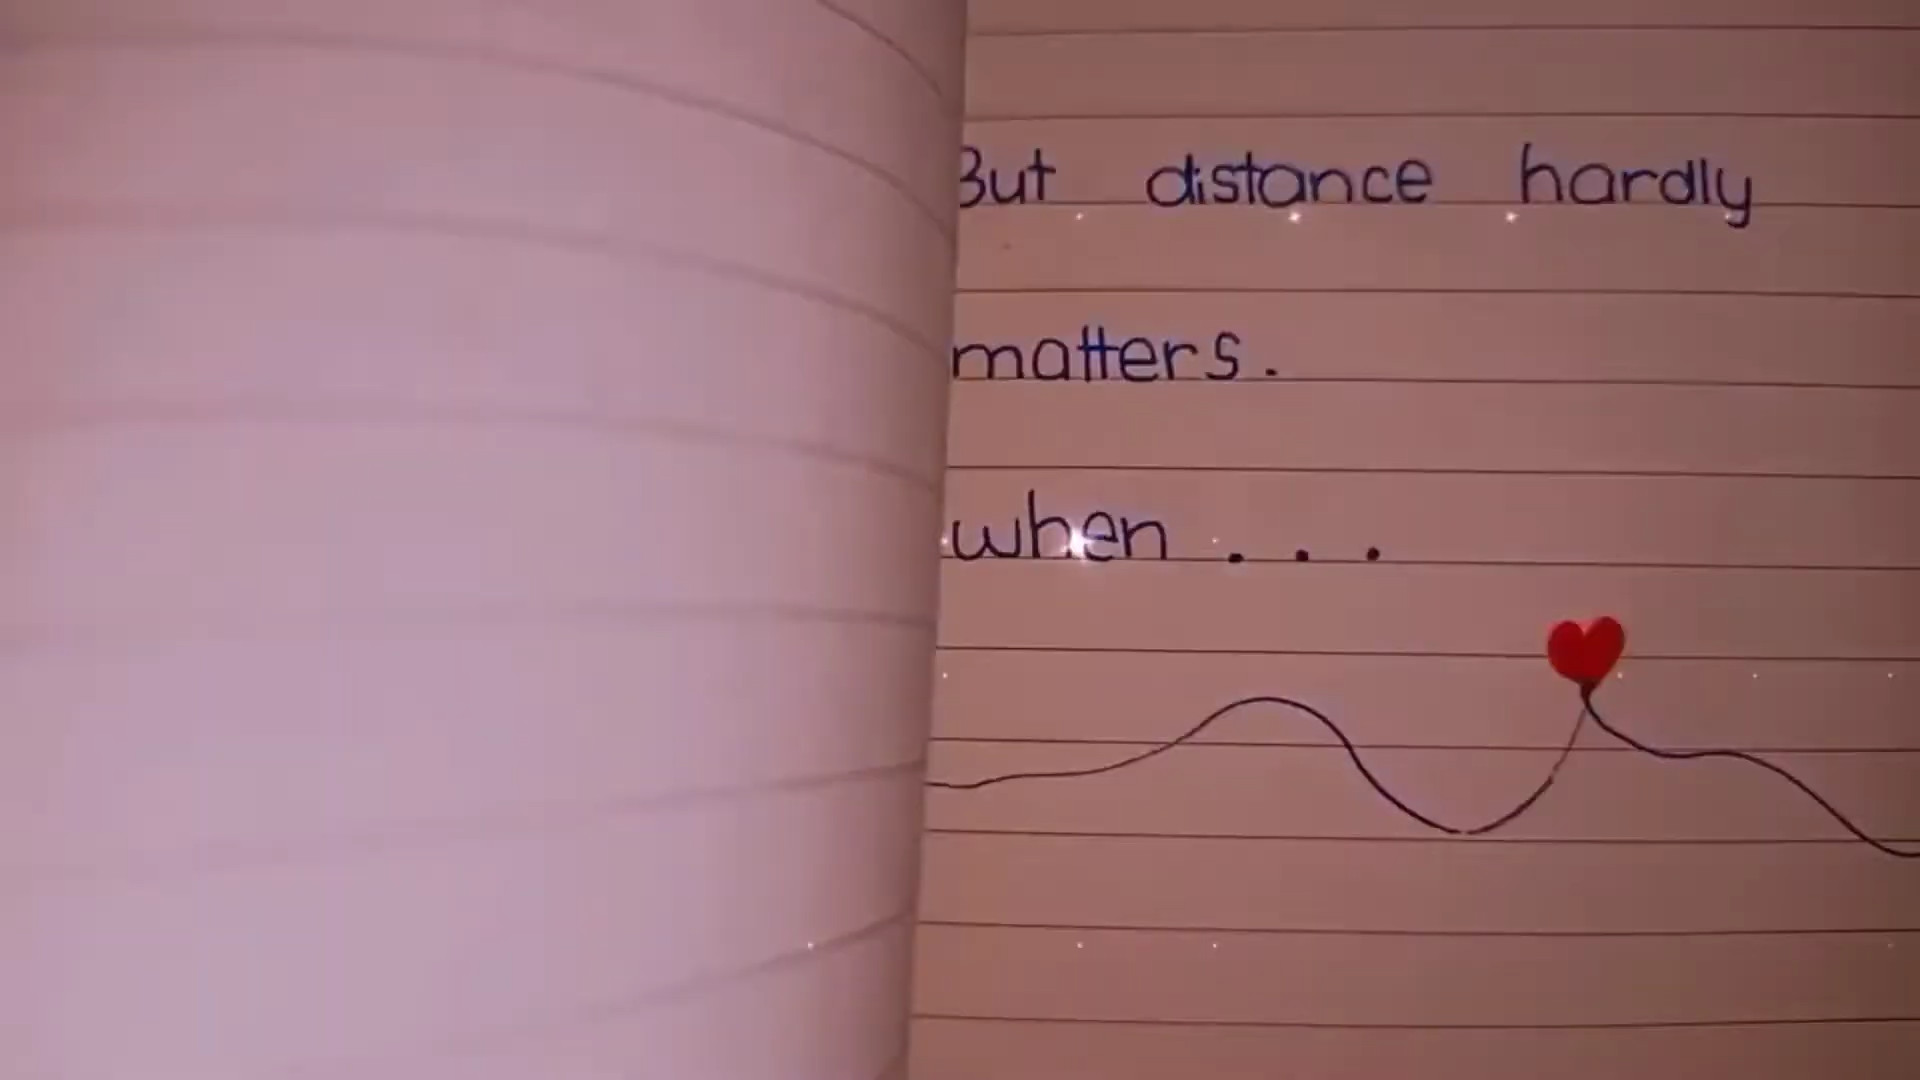 But distance hardly
matters.
when . . .